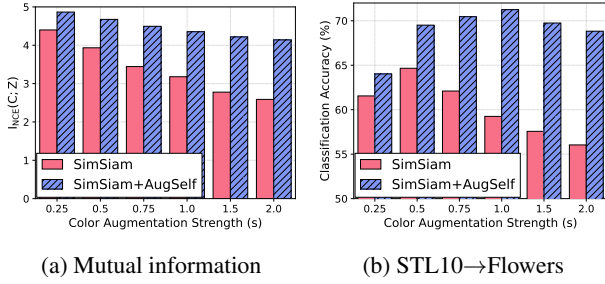 5
4
3
2
1
0
I_NCE(C; Z)
SimSiam
SimSiam+AugSelf
0.25 0.5 0.75 1.0 1.5 2.0
Color Augmentation Strength (s)
(a) Mutual information
70
65
60
55
50
Classification Accuracy (%)
SimSiam
SimSiam+AugSelf
0.25 0.5 0.75 1.0 1.5 2.0
Color Augmentation Strength (s)
(b) STL10→Flowers